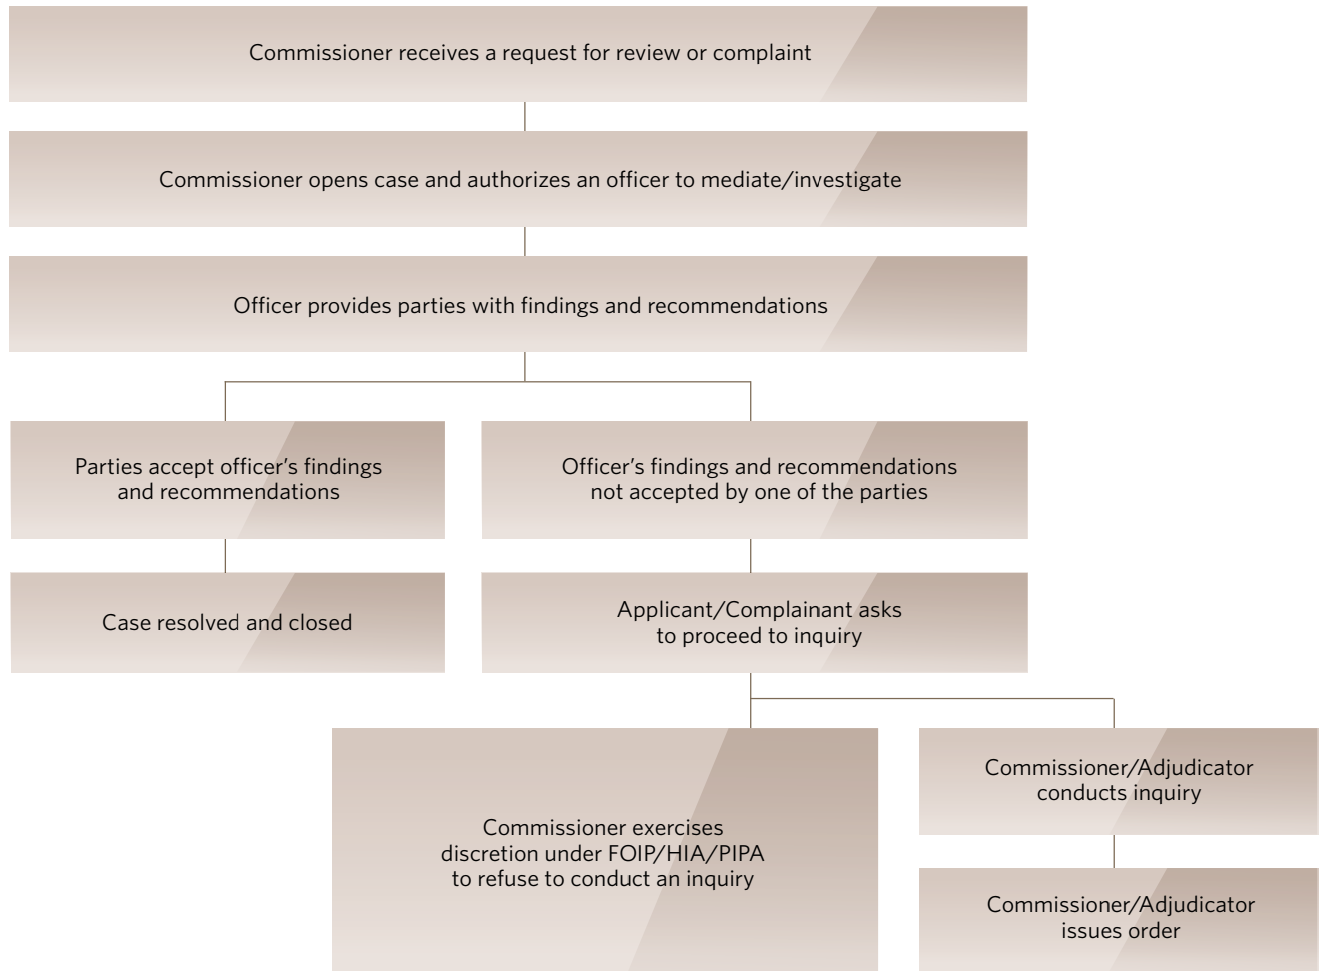 Commissioner receives a request for review or complaint
Commissioner opens case and authorizes an officer to mediate/investigate
Officer provides parties with findings and recommendations
Parties accept officer’s findings
and recommendations
Officer’s findings and recommendations
not accepted by one of the parties
Case resolved and closed
Applicant/Complainant asks
to proceed to inquiry
Commissioner exercises
discretion under FOIP/HIA/PIPA
to refuse to conduct an inquiry
Commissioner/Adjudicator
conducts inquiry
Commissioner/Adjudicator
issues order